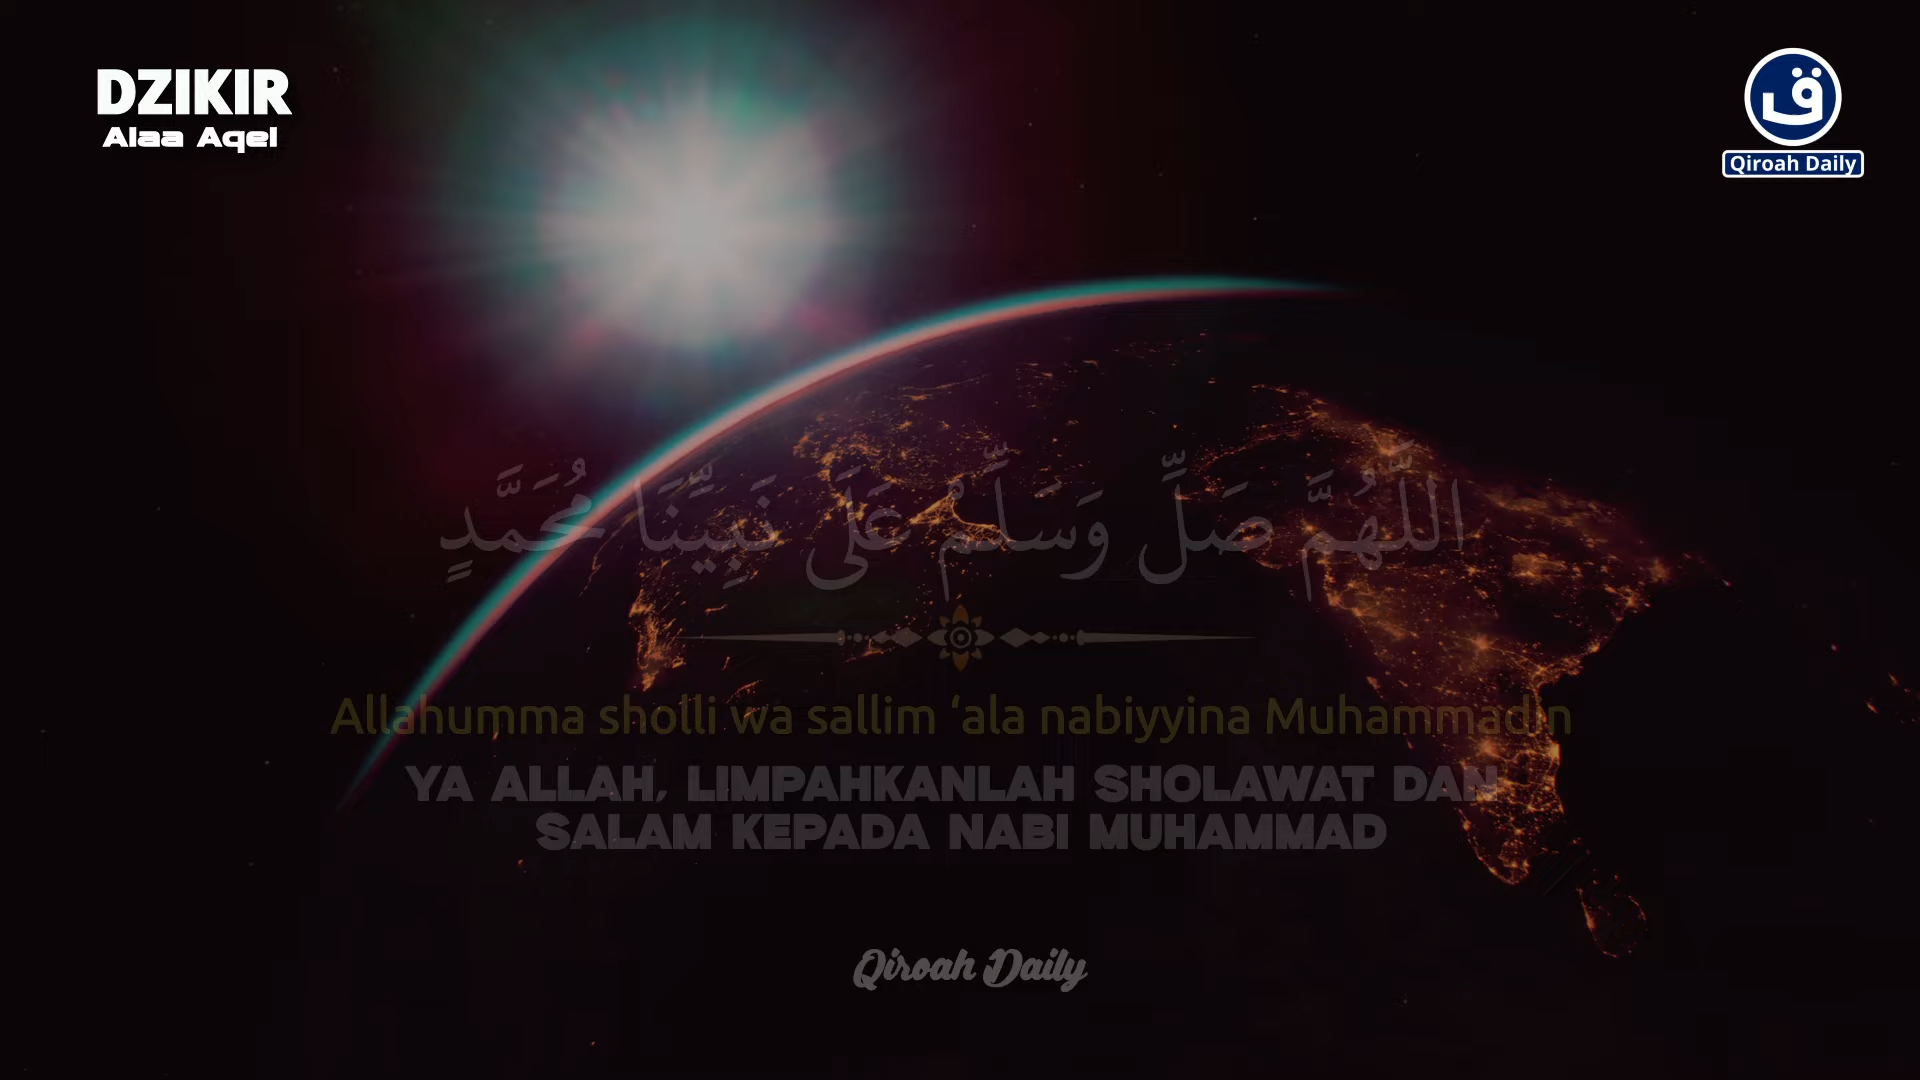 DZIKIR
Alaa Aqel
ق
Qiroah Daily
اللَّهُمَّ صَلِّ وَسَلِّمْ عَلَى نَبِيِّنَا مُحَمَّدٍ
Allahumma sholli wa sallim ‘ala nabiyyina Muhammadin
YA ALLAH, LIMPAHKANLAH SHOLAWAT DAN
SALAM KEPADA NABI MUHAMMAD
Qiroah Daily